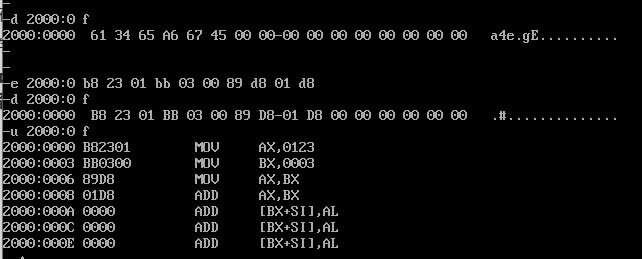 -
-d 2000:0 f
2000:0000  61 34 65 A6 67 45 00 00-00 00 00 00 00 00 00 00   a4e.gE..........
-
-
-e 2000:0 b8 23 01 bb 03 00 89 d8 01 d8
-d 2000:0 f
2000:0000  B8 23 01 BB 03 00 89 D8-01 D8 00 00 00 00 00 00   .#..............
-u 2000:0 f
2000:0000 B82301        MOV     AX,0123
2000:0003 BB0300        MOV     BX,0003
2000:0006 89D8          MOV     AX,BX
2000:0008 01D8          ADD     AX,BX
2000:000A 0000          ADD     [BX+SI],AL
2000:000C 0000          ADD     [BX+SI],AL
2000:000E 0000          ADD     [BX+SI],AL